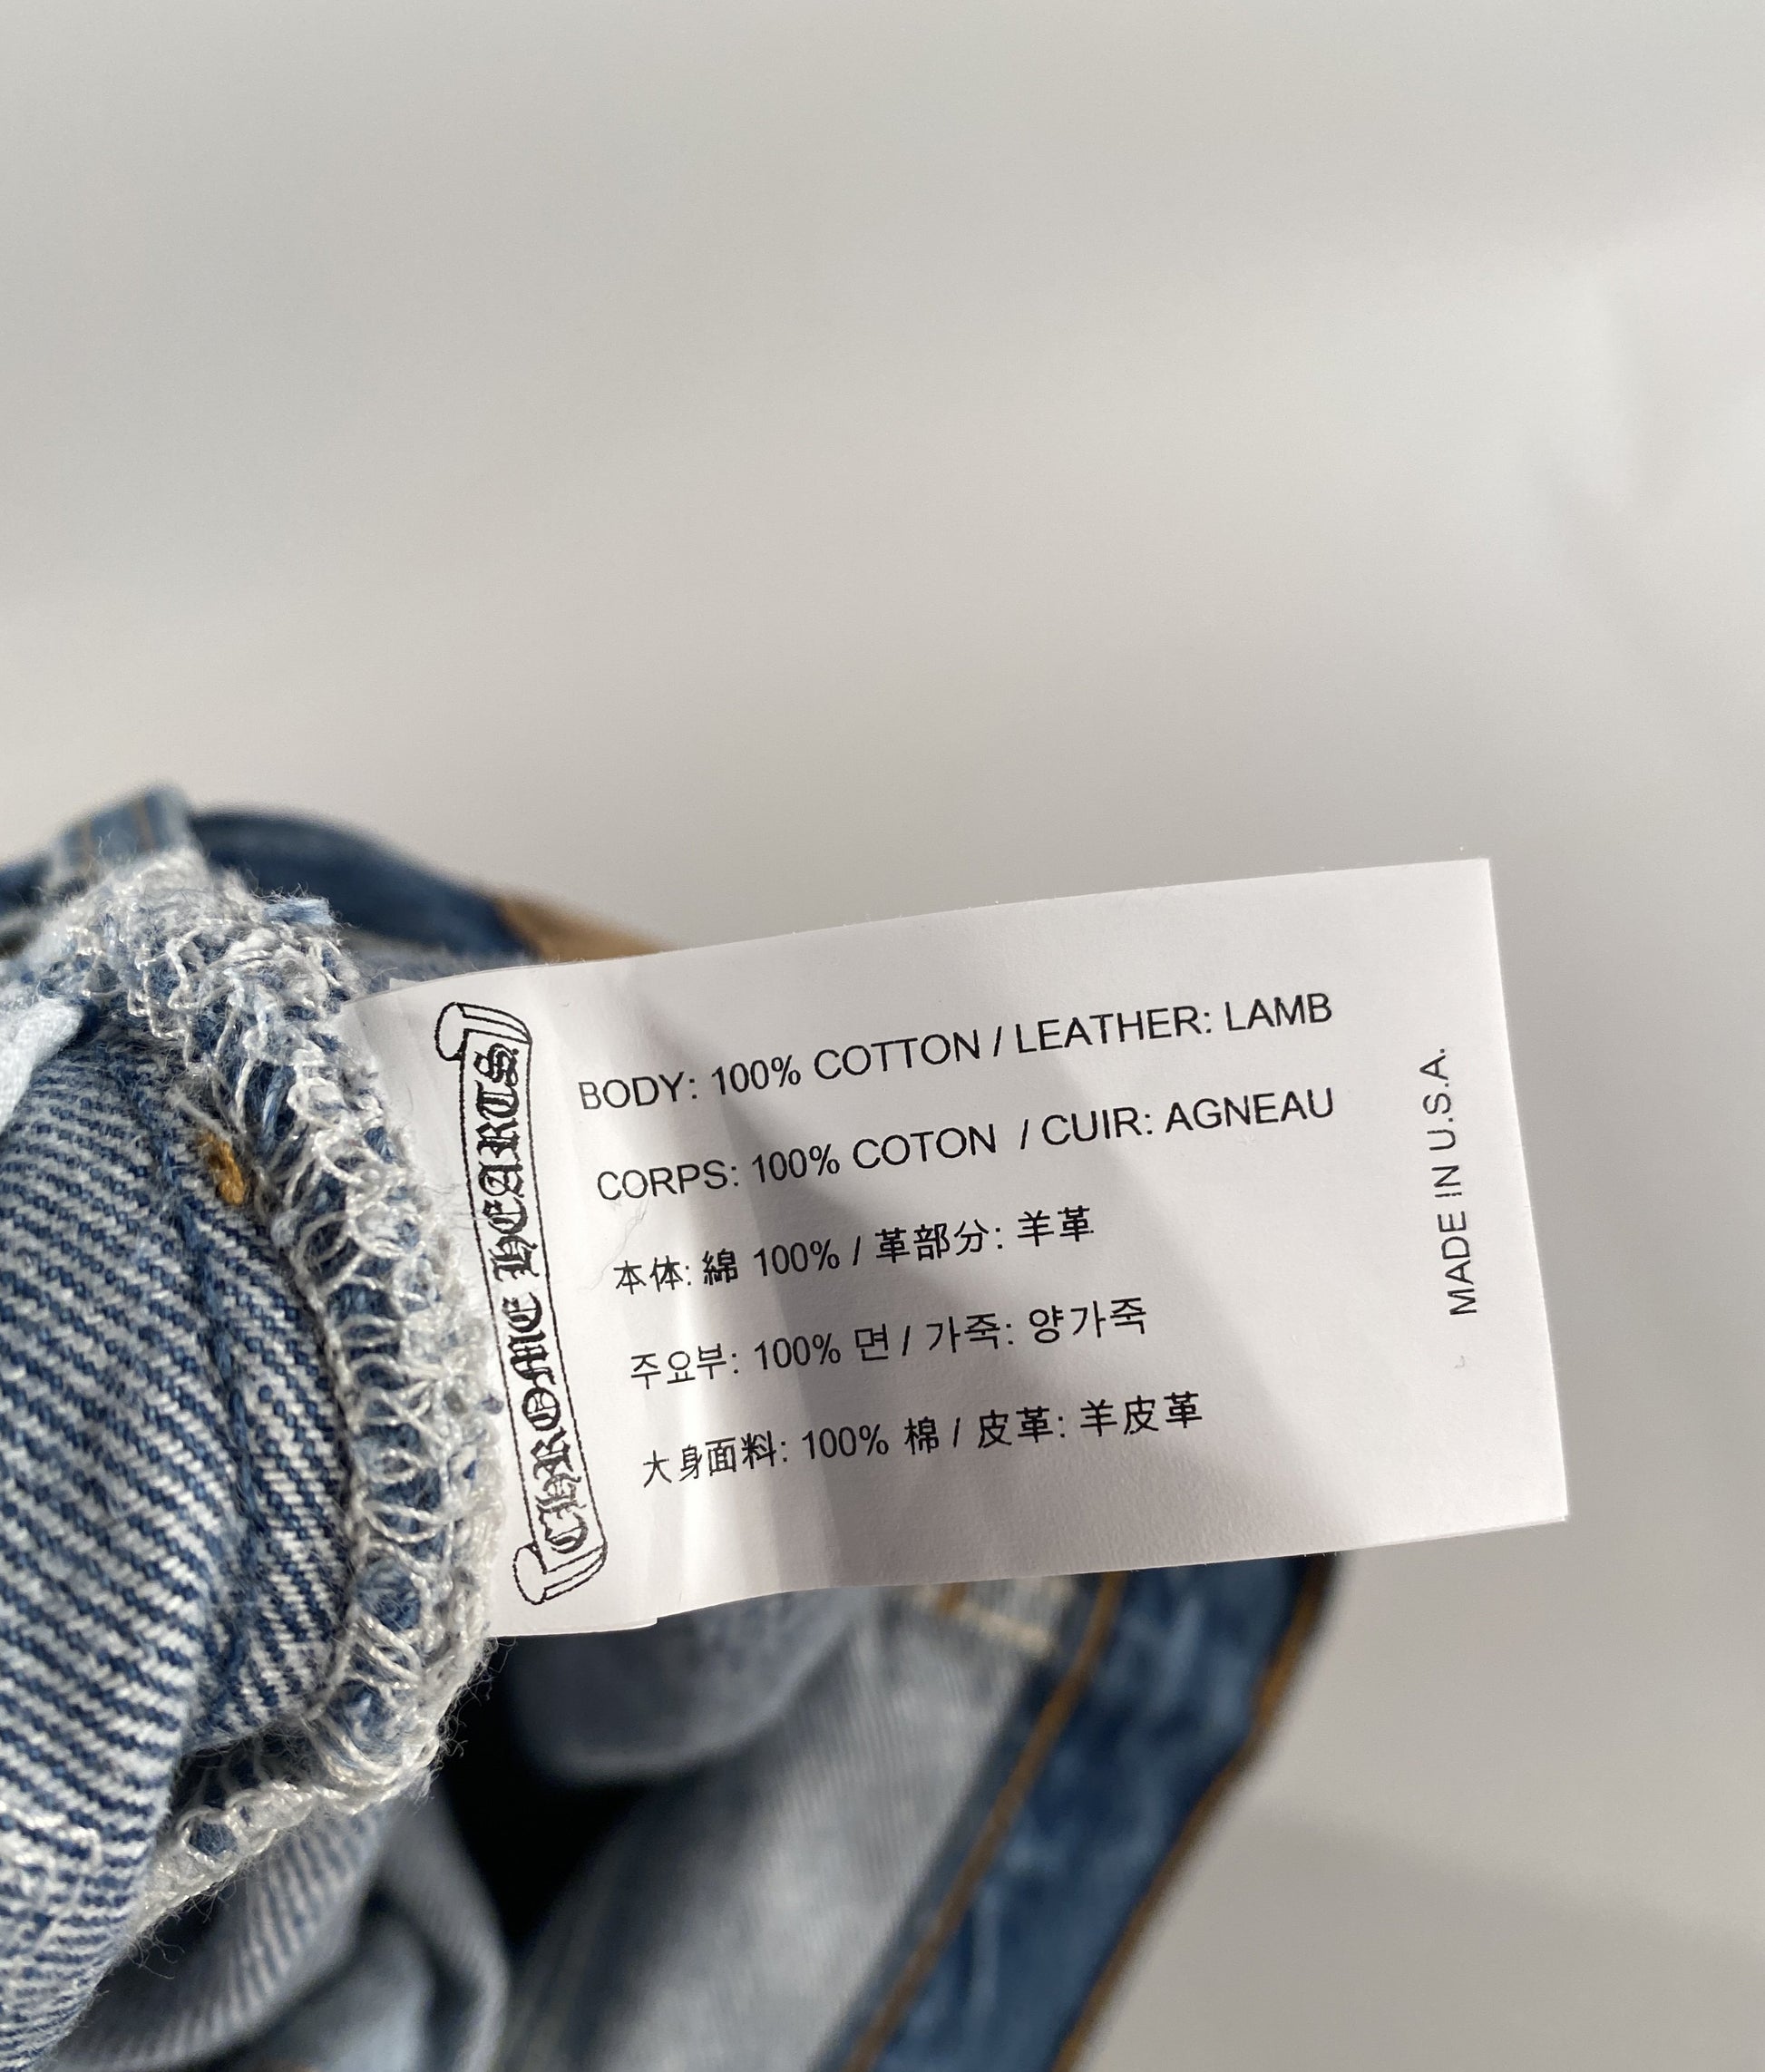 CHROME HEARTS
BODY: 100% COTTON / LEATHER: LAMB
CORPS: 100% COTON / CUIR: AGNEAU
本体: 綿 100% / 革部分: 羊革
주요부: 100% 면 / 가죽: 양가죽
大身面料: 100% 棉 / 皮革: 羊皮革
MADE IN U.S.A.